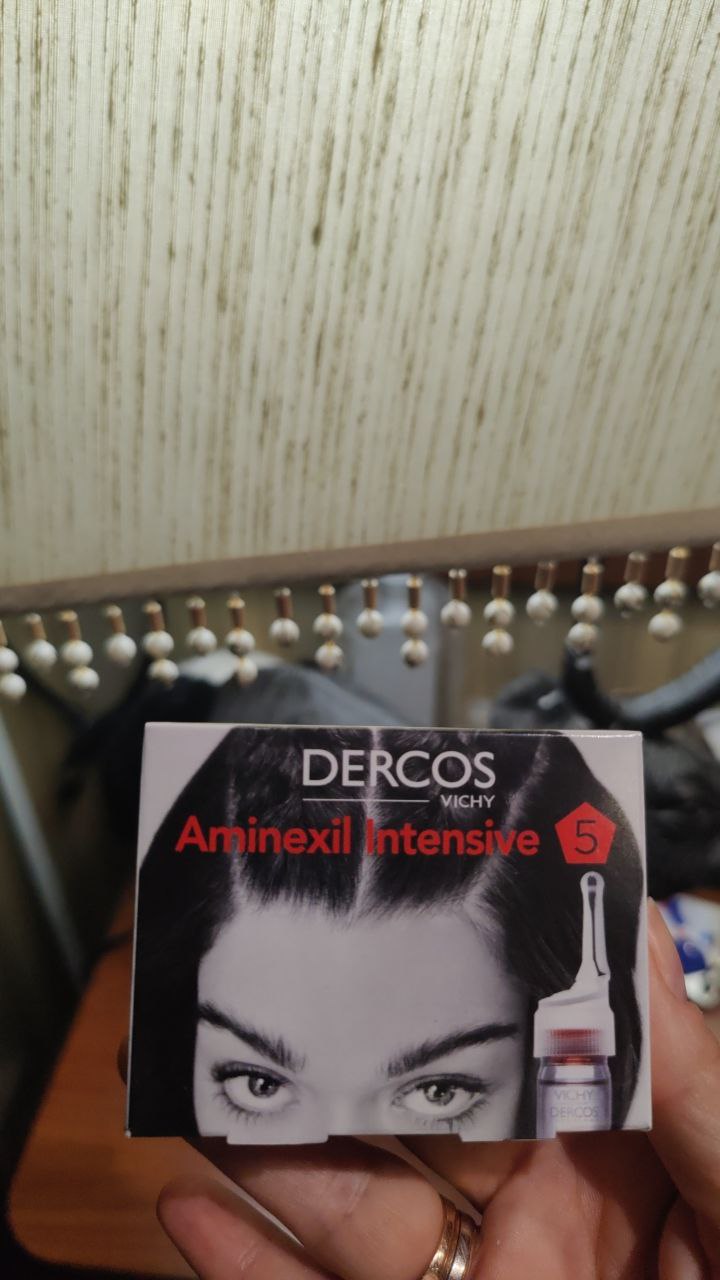 DERCOS
VICHY
Aminexil Intensive 5
VICHY
DERCOS